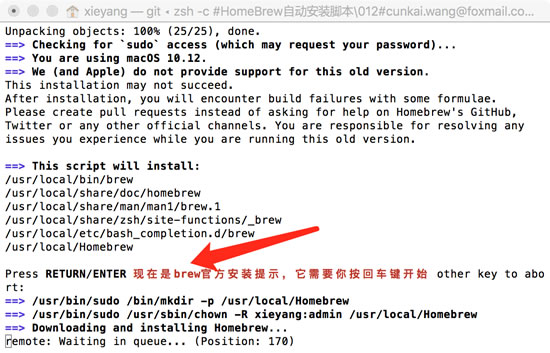 xieyang — git ◂ zsh -c #HomeBrew自动安装脚本\012#cunkai.wang@foxmail.co...
Unpacking objects: 100% (25/25), done.
==> Checking for `sudo` access (which may request your password)...
==> You are using macOS 10.12.
==> We (and Apple) do not provide support for this old version.
This installation may not succeed.
After installation, you will encounter build failures with some formulae.
Please create pull requests instead of asking for help on Homebrew's GitHub,
Twitter or any other official channels. You are responsible for resolving any
issues you experience while you are running this old version.
==> This script will install:
/usr/local/bin/brew
/usr/local/share/doc/homebrew
/usr/local/share/man/man1/brew.1
/usr/local/share/zsh/site-functions/_brew
/usr/local/etc/bash_completion.d/brew
/usr/local/Homebrew
Press RETURN/ENTER 现在是brew官方安装提示，它需要你按回车键开始 other key to abo
rt:
==> /usr/bin/sudo /bin/mkdir -p /usr/local/Homebrew
==> /usr/bin/sudo /usr/sbin/chown -R xieyang:admin /usr/local/Homebrew
==> Downloading and installing Homebrew...
remote: Waiting in queue... (Position: 170)